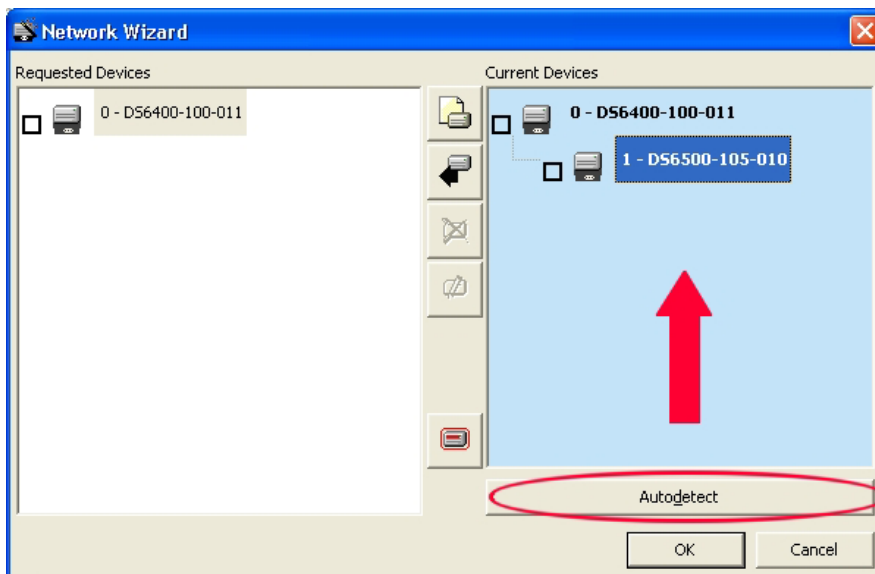 Network Wizard
Requested Devices
Current Devices
0 - DS6400-100-011
0 - DS6400-100-011
1 - DS6500-105-010
Autodetect
OK
Cancel